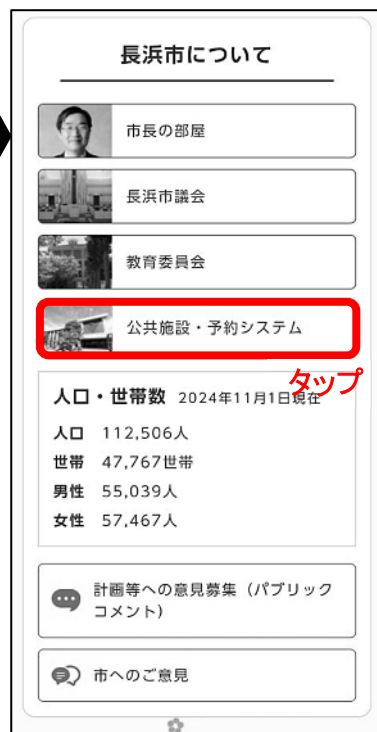 長浜市について
市長の部屋
長浜市議会
教育委員会
公共施設・予約システム
タップ
人口・世帯数 2024年11月1日現在
人口 112,506人
世帯 47,767世帯
男性 55,039人
女性 57,467人
計画等への意見募集（パブリック
コメント）
市へのご意見